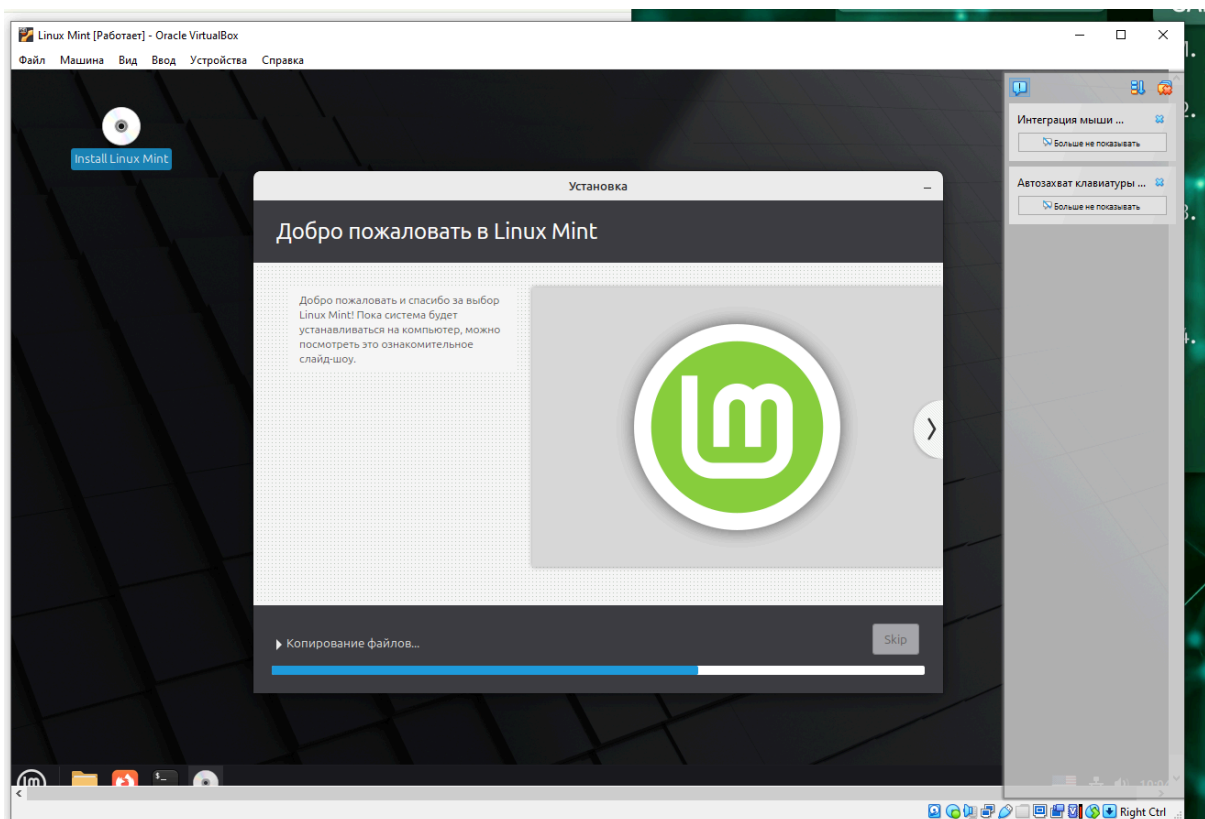 Linux Mint [Работает] - Oracle VirtualBox
Файл Машина Вид Ввод Устройства Справка
Install Linux Mint
Интеграция мыши ...
Больше не показывать
Автозахват клавиатуры ...
Больше не показывать
Установка
Добро пожаловать в Linux Mint
Добро пожаловать и спасибо за выбор
Linux Mint! Пока система будет
устанавливаться на компьютер, можно
посмотреть это ознакомительное
слайд-шоу.
Копирование файлов...
Skip
Right Ctrl